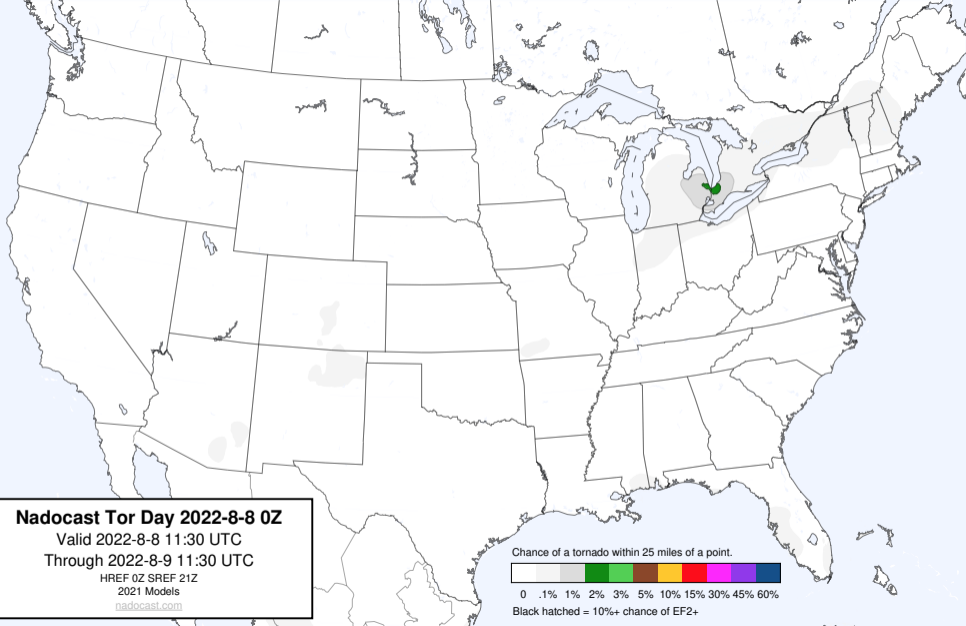 Nadocast Tor Day 2022-8-8 0Z
Valid 2022-8-8 11:30 UTC
Through 2022-8-9 11:30 UTC
HREF 0Z SREF 21Z
2021 Models
nadocast.com
Chance of a tornado within 25 miles of a point.
0 .1% 1% 2% 3% 5% 10% 15% 30% 45% 60%
Black hatched = 10%+ chance of EF2+